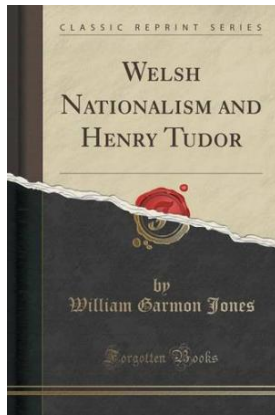 CLASSIC REPRINT SERIES
WELSH
NATIONALISM AND
HENRY TUDOR
by
William Garmon Jones
Forgotten Books